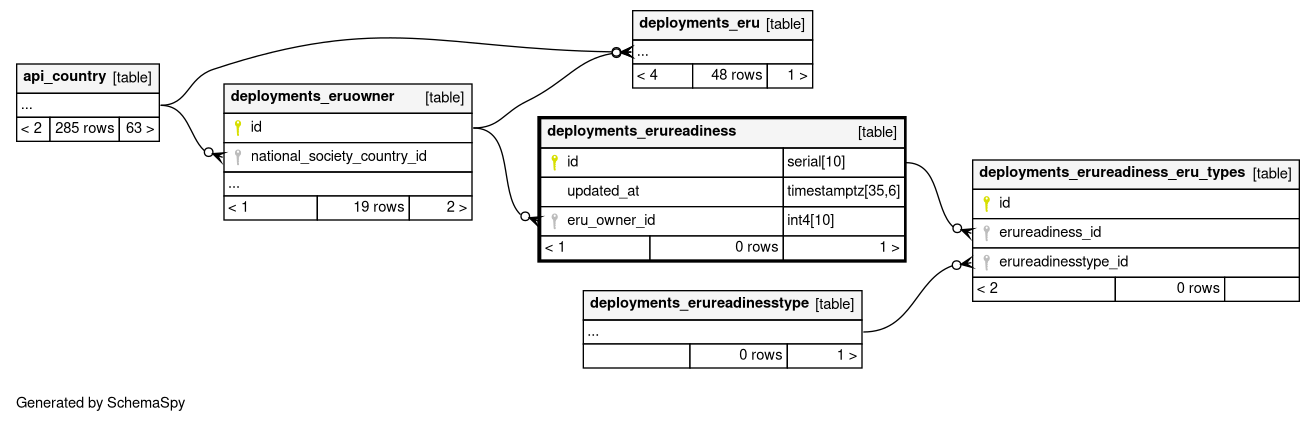 api_country [table]
...
< 2 285 rows 63 >
deployments_eruowner [table]
id
national_society_country_id
...
< 1 19 rows 2 >
deployments_eru [table]
...
< 4 48 rows 1 >
deployments_erureadiness [table]
id serial[10]
updated_at timestamptz[35,6]
eru_owner_id int4[10]
< 1 0 rows 1 >
deployments_erureadinesstype [table]
...
0 rows 1 >
deployments_erureadiness_eru_types [table]
id
erureadiness_id
erureadinesstype_id
< 2 0 rows
Generated by SchemaSpy